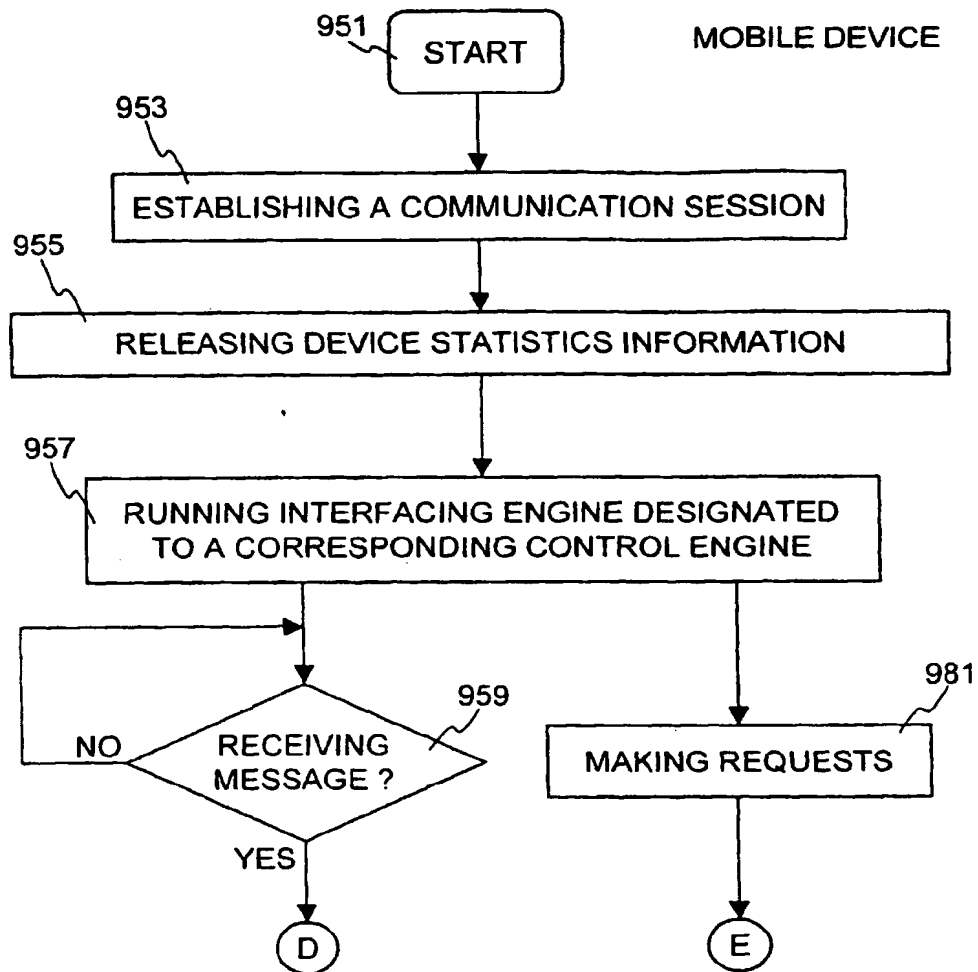 951
START
MOBILE DEVICE
953
ESTABLISHING A COMMUNICATION SESSION
955
RELEASING DEVICE STATISTICS INFORMATION
957
RUNNING INTERFACING ENGINE DESIGNATED
TO A CORRESPONDING CONTROL ENGINE
959
RECEIVING
MESSAGE ?
NO
YES
D
981
MAKING REQUESTS
E